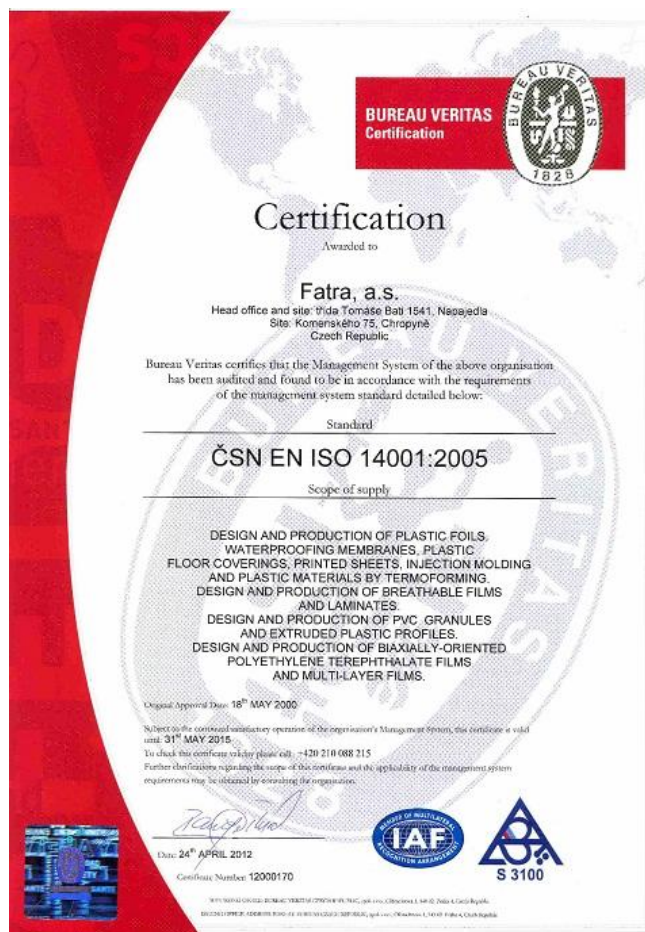 BUREAU VERITAS
Certification
BUREAU VERITAS
1828
Certification
Awarded to
Fatra, a.s.
Head office and site: třída Tomáše Bati 1541, Napajedla
Site: Komenského 75, Chropyně
Czech Republic
Bureau Veritas certifies that the Management System of the above organisation
has been audited and found to be in accordance with the requirements
of the management system standard detailed below:
Standard
ČSN EN ISO 14001:2005
Scope of supply
DESIGN AND PRODUCTION OF PLASTIC FOILS,
WATERPROOFING MEMBRANES, PLASTIC
FLOOR COVERINGS, PRINTED SHEETS, INJECTION MOLDING
AND PLASTIC MATERIALS BY TERMOFORMING.
DESIGN AND PRODUCTION OF BREATHABLE FILMS
AND LAMINATES.
DESIGN AND PRODUCTION OF PVC GRANULES
AND EXTRUDED PLASTIC PROFILES.
DESIGN AND PRODUCTION OF BIAXIALLY-ORIENTED
POLYETHYLENE TEREPHTHALATE FILMS
AND MULTI-LAYER FILMS.
Original Approval Date: 18th MAY 2000
Subject to the continued satisfactory operation of the organisation's Management System, this certificate is valid
until: 31st MAY 2015
To check this certificate validity please call: +420 210 088 215
Further clarifications regarding the scope of this certificate and the applicability of the management system
requirements may be obtained by consulting the organisation.
Date: 24th APRIL 2012
Certificate Number: 12000170
MEMBER OF MULTILATERAL
IAF
RECOGNITION ARRANGEMENT
S 3100